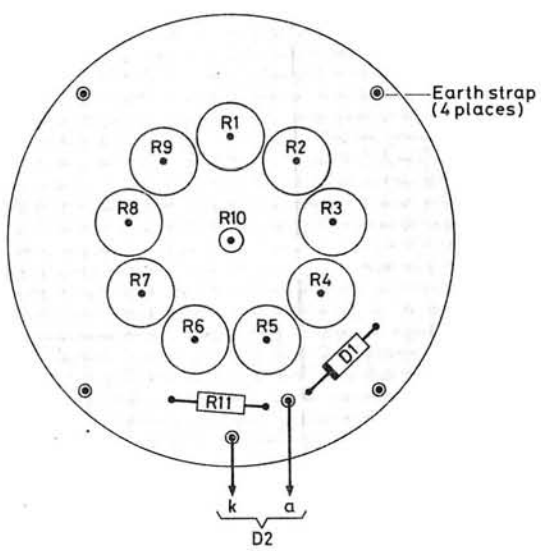 Earth strap
(4 places)
R1
R9
R2
R8
R10
R3
R7
R4
R6
R5
D1
R11
k
a
D2